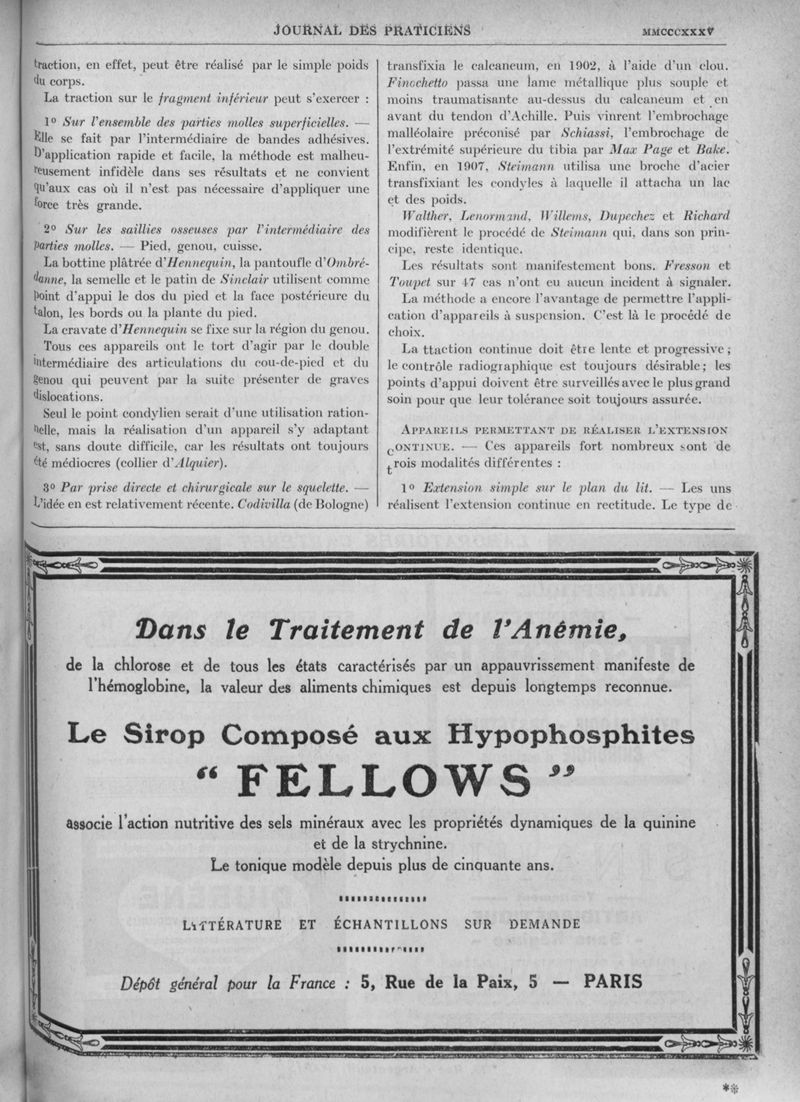 JOURNAL DES PRATICIENS
MMCCCXXXV
traction, en effet, peut être réalisé par le simple poids
du corps.
La traction sur le fragment inférieur peut s'exercer :
1º Sur l'ensemble des parties molles superficielles. —
Elle se fait par l'intermédiaire de bandes adhésives.
D'application rapide et facile, la méthode est malheu-
reusement infidèle dans ses résultats et ne convient
qu'aux cas où il n'est pas nécessaire d'appliquer une
force très grande.
2º Sur les saillies osseuses par l'intermédiaire des
parties molles. — Pied, genou, cuisse.
La bottine plâtrée d'Hennequin, la pantoufle d'Ombré-
danne, la semelle et le patin de Sinclair utilisent comme
point d'appui le dos du pied et la face postérieure du
talon, les bords ou la plante du pied.
La cravate d'Hennequin se fixe sur la région du genou.
Tous ces appareils ont le tort d'agir par le double
intermédiaire des articulations du cou-de-pied et du
genou qui peuvent par la suite présenter de graves
dislocations.
Seul le point condylien serait d'une utilisation ration-
nelle, mais la réalisation d'un appareil s'y adaptant
est, sans doute difficile, car les résultats ont toujours
été médiocres (collier d'Alquier).
3º Par prise directe et chirurgicale sur le squelette. —
L'idée en est relativement récente. Codivilla (de Bologne)
transfixia le calcaneum, en 1902, à l'aide d'un clou.
Finochetto passa une lame métallique plus souple et
moins traumatisante au-dessus du calcaneum et en
avant du tendon d'Achille. Puis vinrent l'embrochage
malléolaire préconisé par Schiassi, l'embrochage de
l'extrémité supérieure du tibia par Max Page et Bake.
Enfin, en 1907, Steimann utilisa une broche d'acier
transfixiant les condyles à laquelle il attacha un lac
et des poids.
Walther, Lenormand, Willems, Dupechez et Richard
modifièrent le procédé de Steimann qui, dans son prin-
cipe, reste identique.
Les résultats sont manifestement bons. Fresson et
Toupet sur 47 cas n'ont eu aucun incident à signaler.
La méthode a encore l'avantage de permettre l'appli-
cation d'appareils à suspension. C'est là le procédé de
choix.
La ttaction continue doit être lente et progressive ;
le contrôle radiographique est toujours désirable ; les
points d'appui doivent être surveillés avec le plus grand
soin pour que leur tolérance soit toujours assurée.
APPAREILS PERMETTANT DE RÉALISER L'EXTENSION
CONTINUE. — Ces appareils fort nombreux sont de
trois modalités différentes :
1º Extension simple sur le plan du lit. — Les uns
réalisent l'extension continue en rectitude. Le type de
Dans le Traitement de l'Anémie,
de la chlorose et de tous les états caractérisés par un appauvrissement manifeste de
l'hémoglobine, la valeur des aliments chimiques est depuis longtemps reconnue.
Le Sirop Composé aux Hypophosphites
“ FELLOWS ”
associe l'action nutritive des sels minéraux avec les propriétés dynamiques de la quinine
et de la strychnine.
Le tonique modèle depuis plus de cinquante ans.
LITTÉRATURE ET ÉCHANTILLONS SUR DEMANDE
Dépôt général pour la France : 5, Rue de la Paix, 5 — PARIS
**